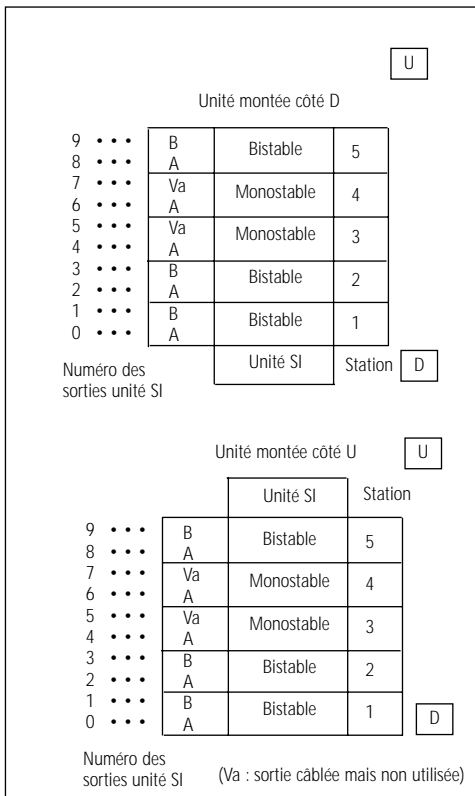 U
Unité montée côté D
9 • • • B Bistable 5
8 • • • A
7 • • • Va Monostable 4
6 • • • A
5 • • • Va Monostable 3
4 • • • A
3 • • • B Bistable 2
2 • • • A
1 • • • B Bistable 1
0 • • • A
Numéro des
sorties unité SI
Unité SI Station D
Unité montée côté U U
Unité SI Station
9 • • • B Bistable 5
8 • • • A
7 • • • Va Monostable 4
6 • • • A
5 • • • Va Monostable 3
4 • • • A
3 • • • B Bistable 2
2 • • • A
1 • • • B Bistable 1 D
0 • • • A
Numéro des
sorties unité SI
(Va : sortie câblée mais non utilisée)